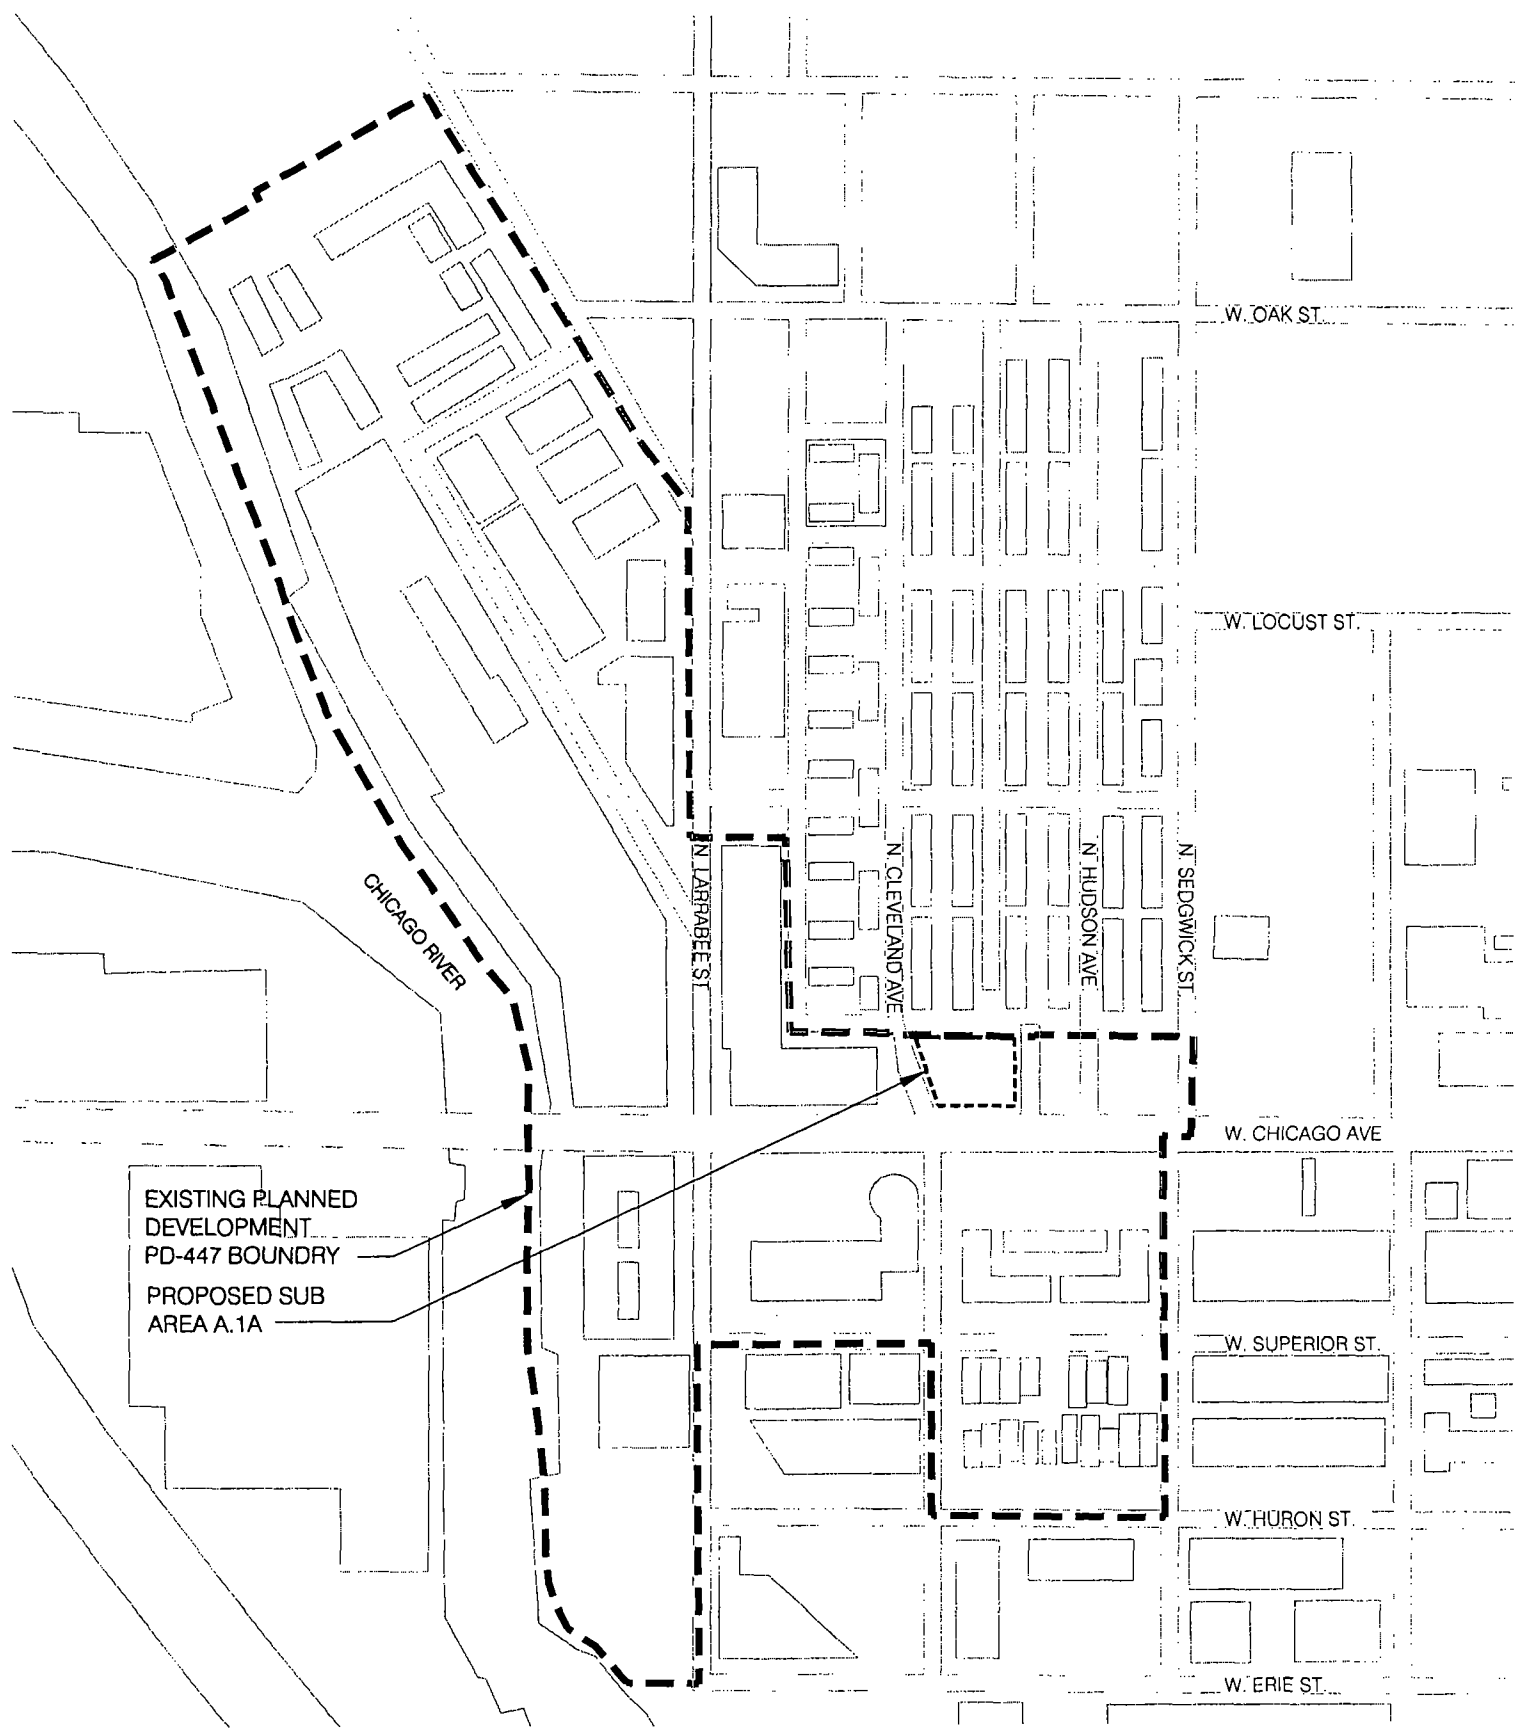 W. OAK ST.
W. LOCUST ST.
N LARRABEE ST
N CLEVELAND AVE
N HUDSON AVE
N SEDGWICK ST.
CHICAGO RIVER
W. CHICAGO AVE
EXISTING PLANNED
DEVELOPMENT
PD-447 BOUNDRY
PROPOSED SUB
AREA A.1A
W. SUPERIOR ST.
W. HURON ST.
W. ERIE ST.